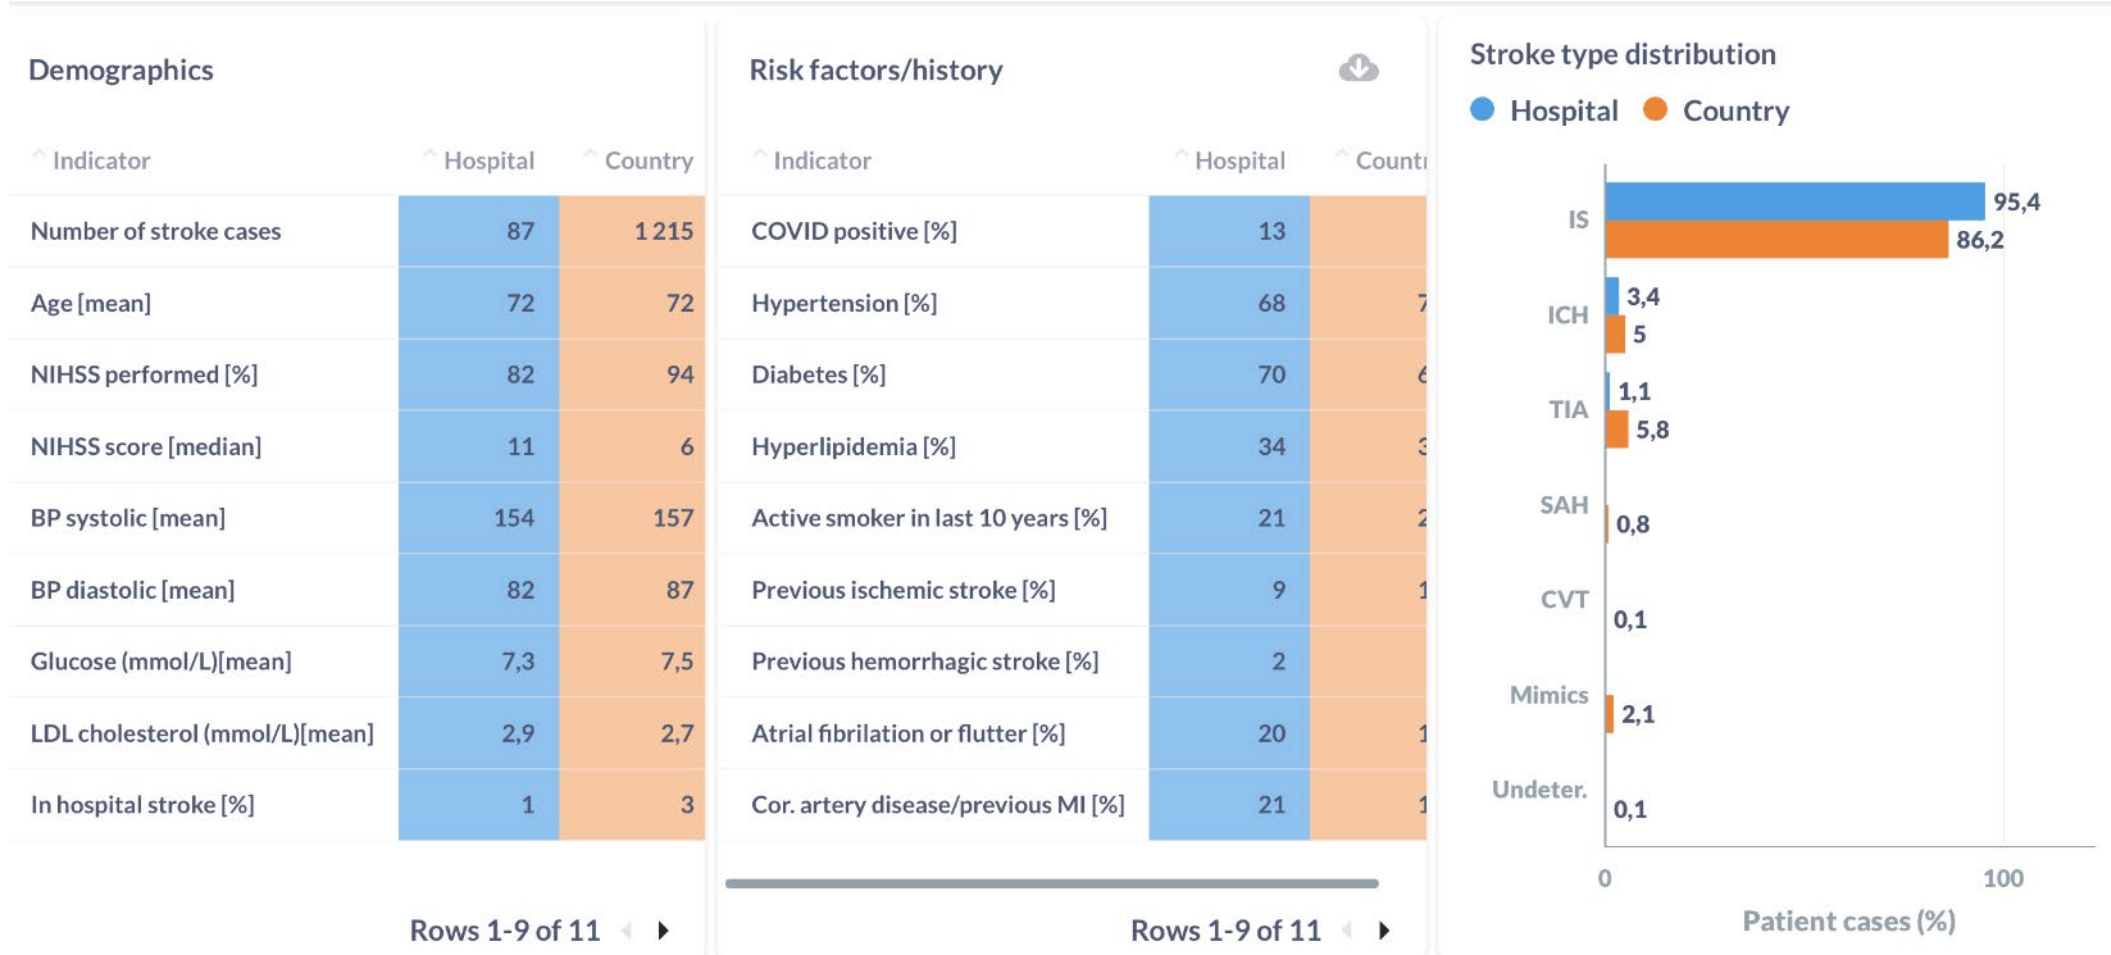 Demographics
Indicator Hospital Country
Number of stroke cases 87 1 215
Age [mean] 72 72
NIHSS performed [%] 82 94
NIHSS score [median] 11 6
BP systolic [mean] 154 157
BP diastolic [mean] 82 87
Glucose (mmol/L)[mean] 7,3 7,5
LDL cholesterol (mmol/L)[mean] 2,9 2,7
In hospital stroke [%] 1 3
Rows 1-9 of 11
Risk factors/history
Indicator Hospital
COVID positive [%] 13
Hypertension [%] 68
Diabetes [%] 70
Hyperlipidemia [%] 34
Active smoker in last 10 years [%] 21
Previous ischemic stroke [%] 9
Previous hemorrhagic stroke [%] 2
Atrial fibrilation or flutter [%] 20
Cor. artery disease/previous MI [%] 21
Rows 1-9 of 11
Stroke type distribution
Hospital Country
IS 95,4
86,2
ICH 3,4
5
TIA 1,1
5,8
SAH
0,8
CVT
0,1
Mimics
2,1
Undeter.
0,1
0 100
Patient cases (%)